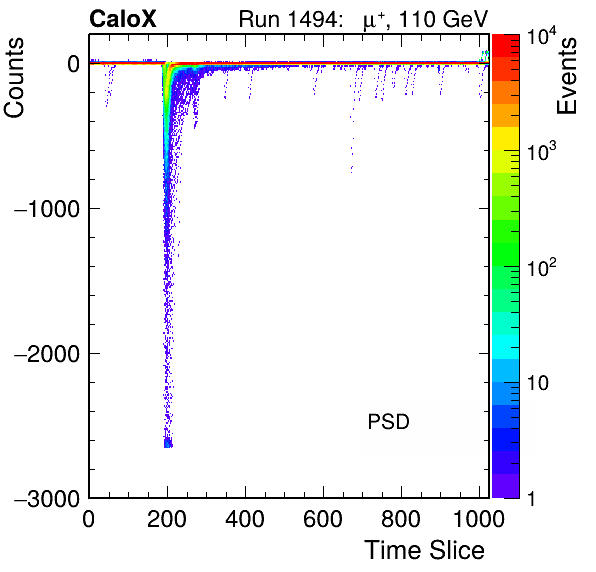 CaloX Run 1494: μ⁺, 110 GeV
Counts
Events
0
−1000
−2000
−3000
0 200 400 600 800 1000
Time Slice
PSD
10⁴
10³
10²
10
1